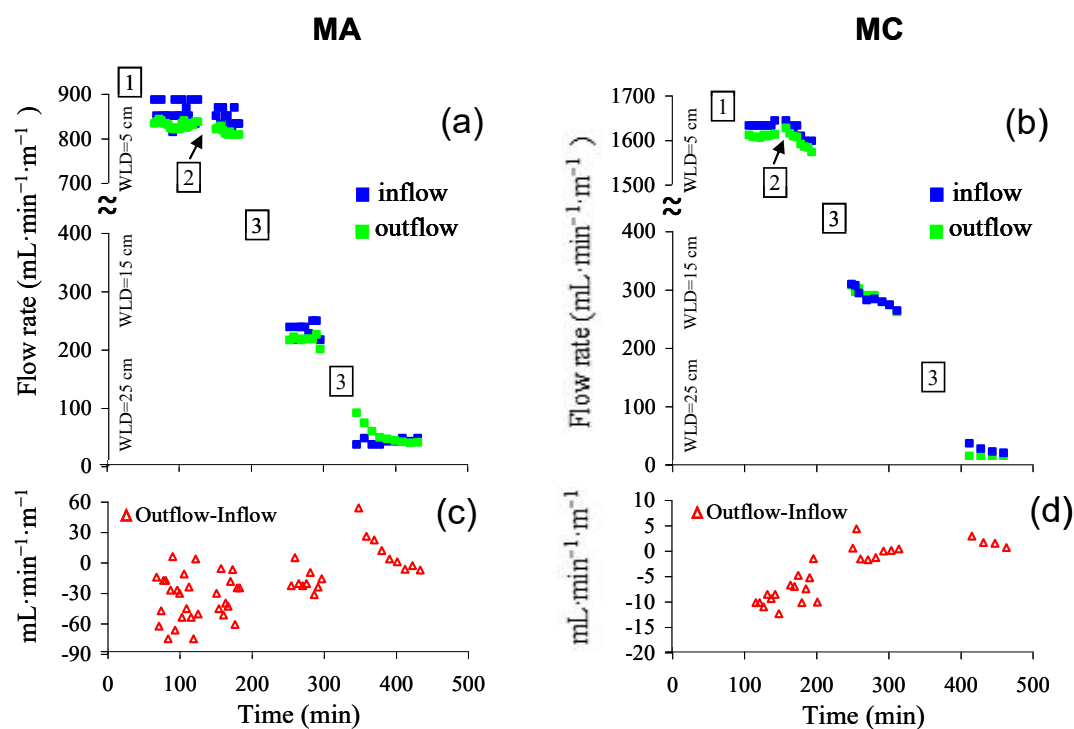 MA
MC
1
(a)
900
800
700
400
300
200
100
0
Flow rate (mL·min⁻¹·m⁻¹)
WLD=5 cm
WLD=15 cm
WLD=25 cm
≈
2
inflow
outflow
3
3
1
(b)
1700
1600
1500
400
300
200
100
0
Flow rate (mL·min⁻¹·m⁻¹)
WLD=5 cm
WLD=15 cm
WLD=25 cm
≈
2
inflow
outflow
3
3
(c)
60
30
0
-30
-60
-90
mL·min⁻¹·m⁻¹
Outflow-Inflow
0 100 200 300 400 500
Time (min)
(d)
10
5
0
-5
-10
-15
-20
mL·min⁻¹·m⁻¹
Outflow-Inflow
0 100 200 300 400 500
Time (min)